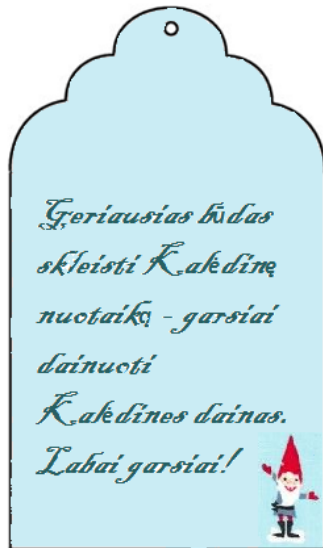 Geriausias būdas
skleisti Kalėdinę
nuotaiką - garsiai
dainuoti
Kalėdines dainas.
Labai garsiai!